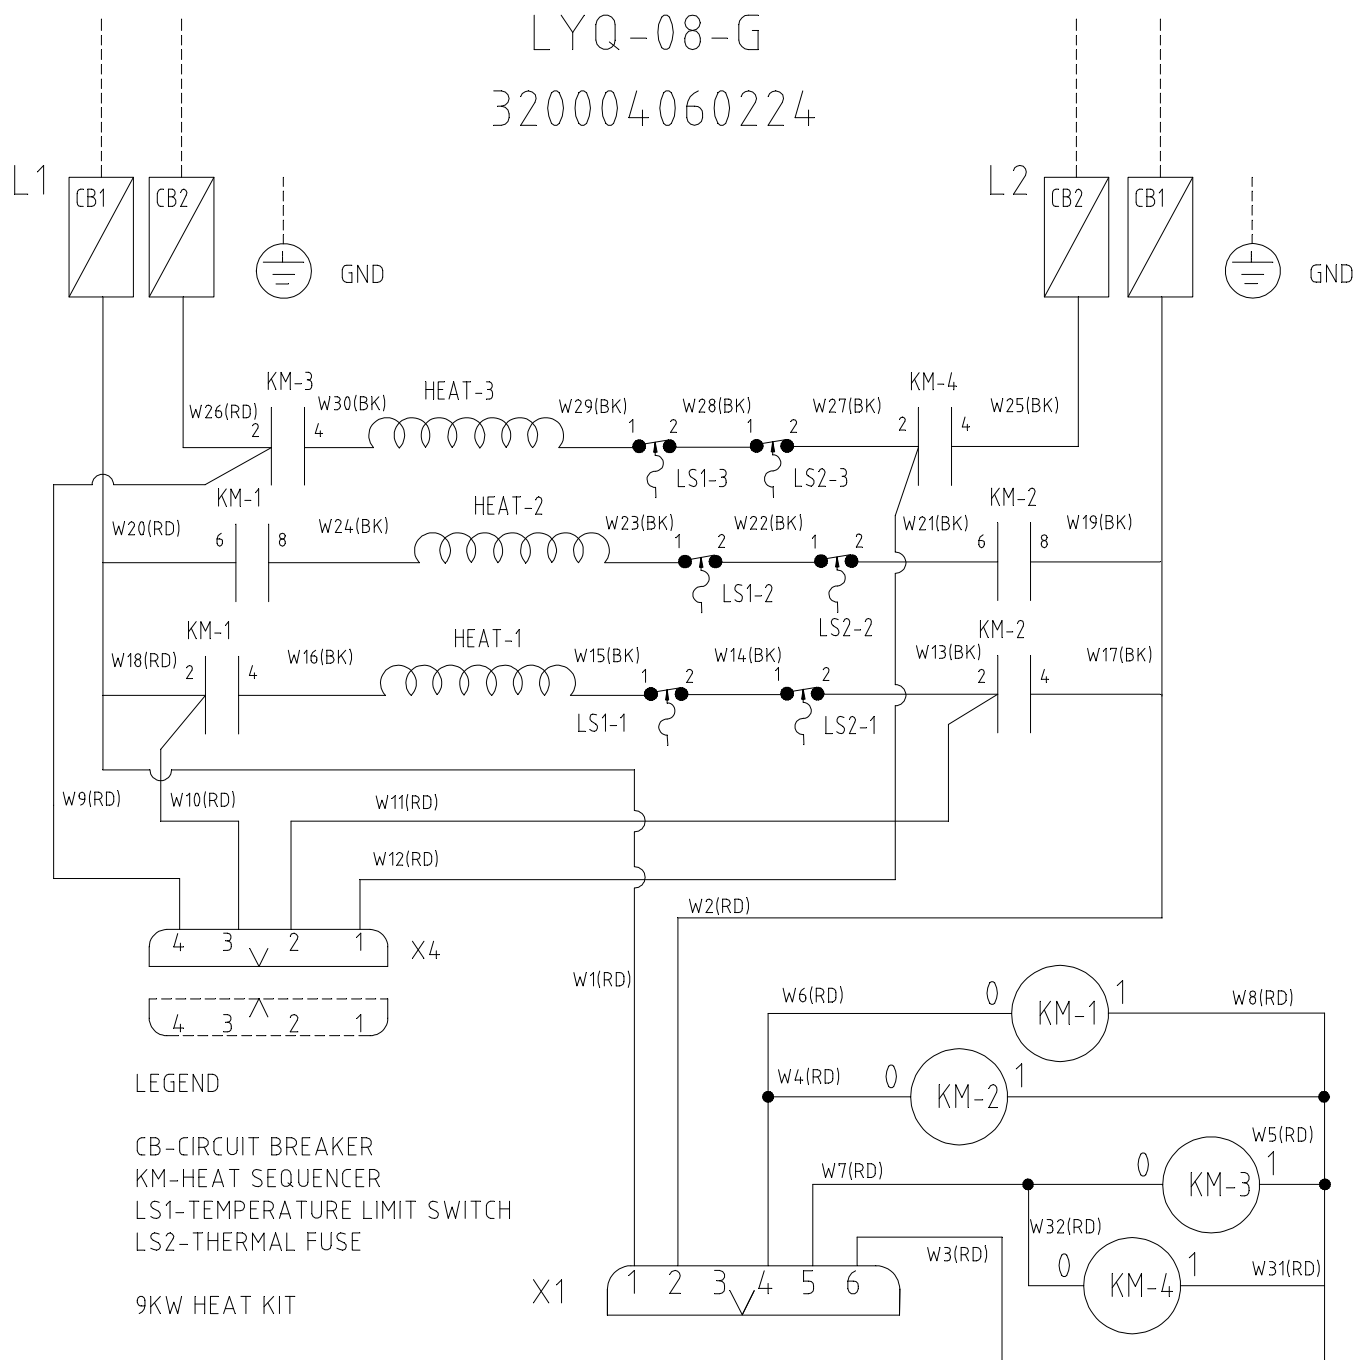 LYQ-08-G
320004060224
L1
CB1
CB2
GND
L2
CB2
CB1
GND
KM-3
HEAT-3
KM-4
W26(RD)
W30(BK)
W29(BK)
W28(BK)
W27(BK)
W25(BK)
2
4
1
2
1
2
2
4
LS1-3
LS2-3
KM-1
HEAT-2
KM-2
W20(RD)
W24(BK)
W23(BK)
W22(BK)
W21(BK)
W19(BK)
6
8
1
2
1
2
6
8
LS1-2
LS2-2
KM-1
HEAT-1
KM-2
W18(RD)
W16(BK)
W15(BK)
W14(BK)
W13(BK)
W17(BK)
2
4
1
2
1
2
2
4
LS1-1
LS2-1
W9(RD)
W10(RD)
W11(RD)
W12(RD)
W2(RD)
4
3
2
1
X4
W1(RD)
4
3
2
1
W6(RD)
0
KM-1
1
W8(RD)
W4(RD)
0
KM-2
1
W7(RD)
0
KM-3
1
W5(RD)
W32(RD)
0
KM-4
1
W31(RD)
W3(RD)
X1
1
2
3
4
5
6
LEGEND
CB-CIRCUIT BREAKER
KM-HEAT SEQUENCER
LS1-TEMPERATURE LIMIT SWITCH
LS2-THERMAL FUSE
9KW HEAT KIT